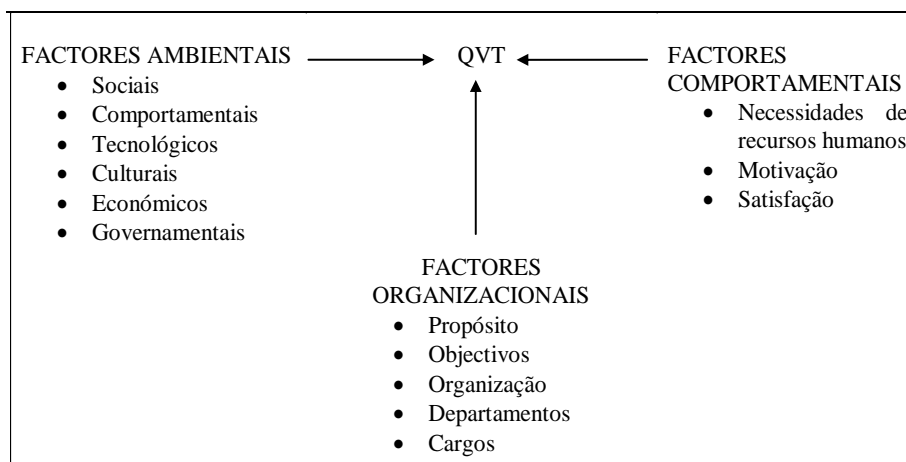 FACTORES AMBIENTAIS
• Sociais
• Comportamentais
• Tecnológicos
• Culturais
• Económicos
• Governamentais
QVT
FACTORES
COMPORTAMENTAIS
• Necessidades de
recursos humanos
• Motivação
• Satisfação
FACTORES
ORGANIZACIONAIS
• Propósito
• Objectivos
• Organização
• Departamentos
• Cargos